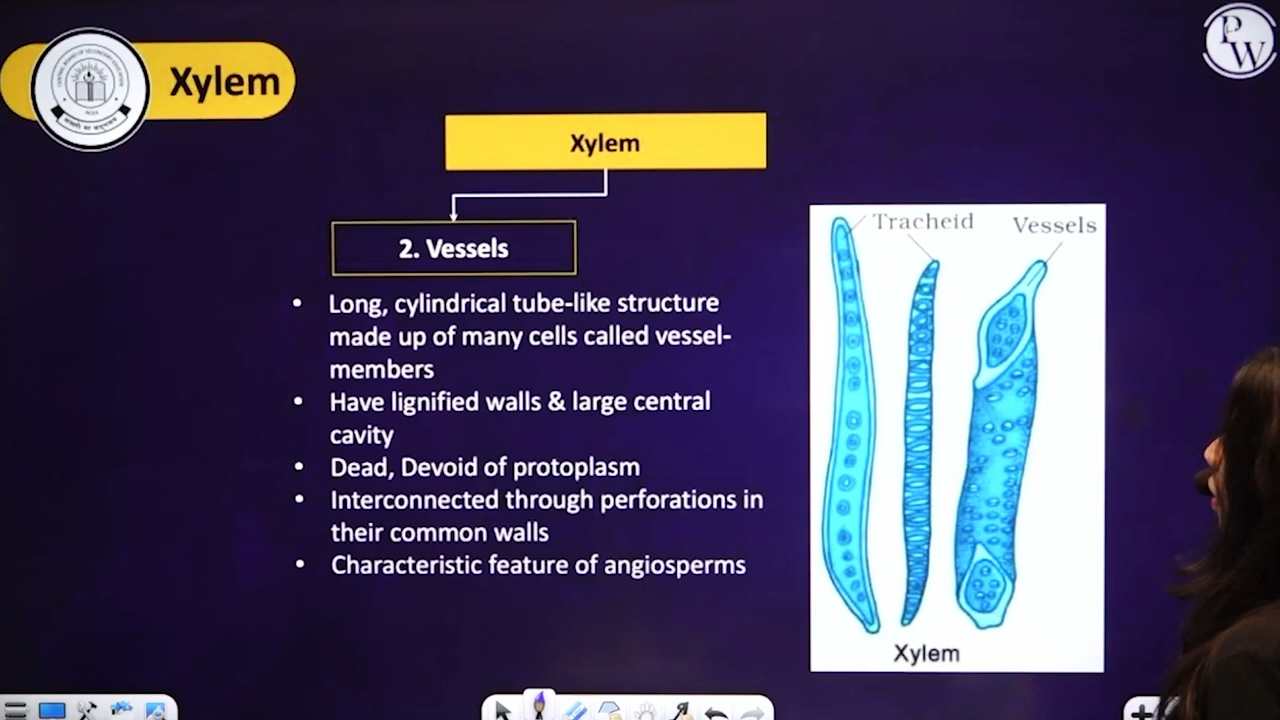 Xylem
PW
Xylem
2. Vessels
• Long, cylindrical tube-like structure
made up of many cells called vessel-
members
• Have lignified walls & large central
cavity
• Dead, Devoid of protoplasm
• Interconnected through perforations in
their common walls
• Characteristic feature of angiosperms
Tracheid Vessels
Xylem